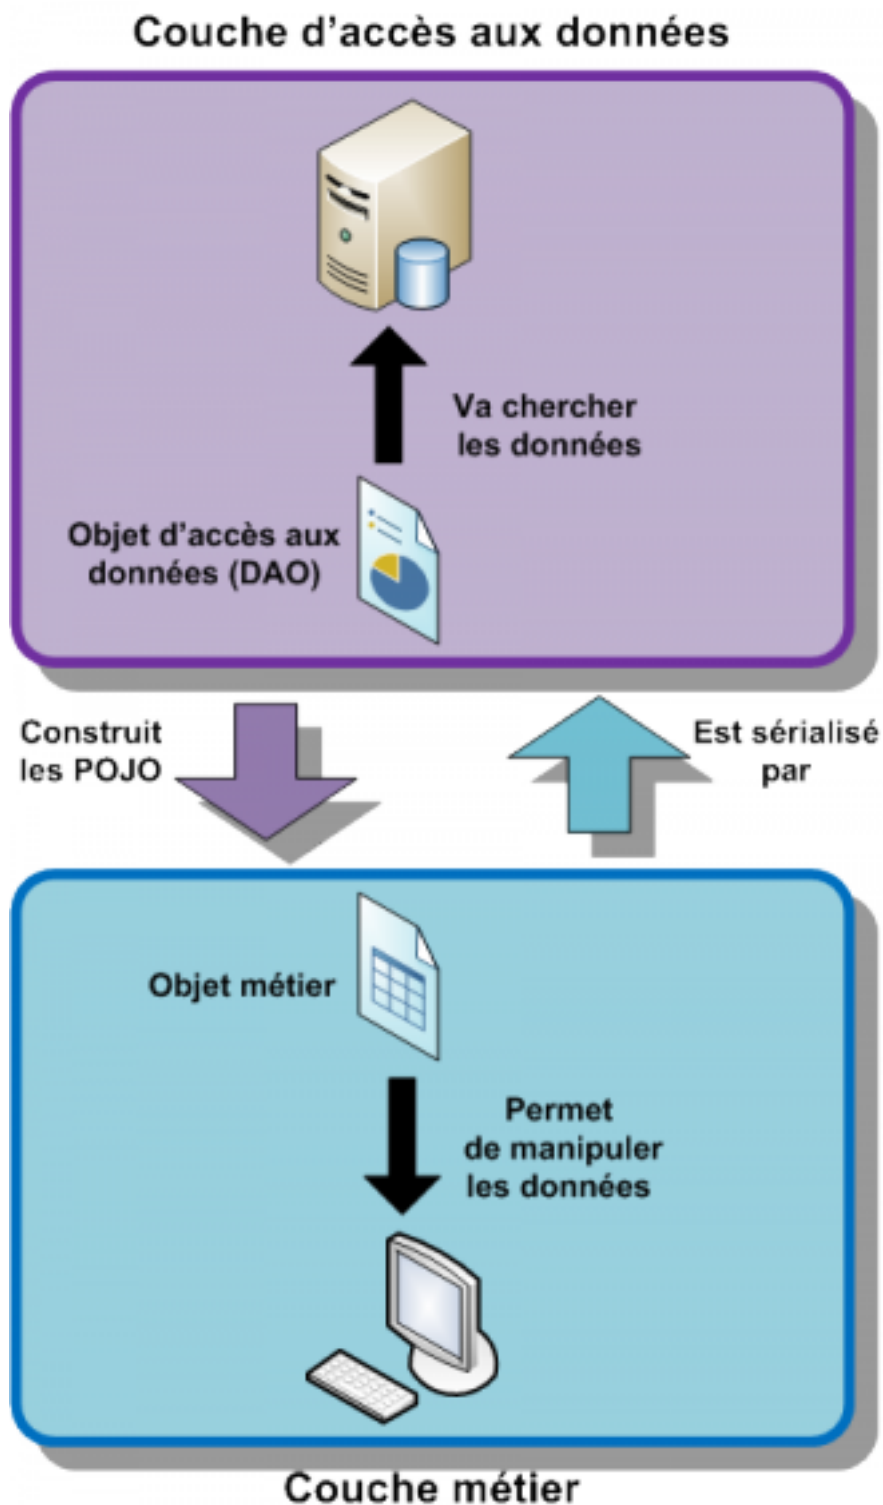 Couche d'accès aux données
Va chercher
les données
Objet d'accès aux
données (DAO)
Construit
les POJO
Est sérialisé
par
Objet métier
Permet
de manipuler
les données
Couche métier